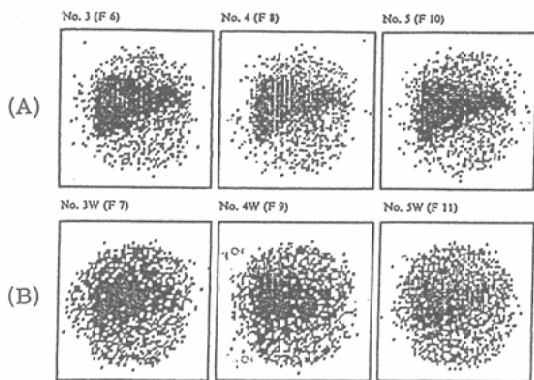 No. 3 (F 6) No. 4 (F 8) No. 5 (F 10)
(A)
No. 3W (F 7) No. 4W (F 9) No. 5W (F 11)
(B)